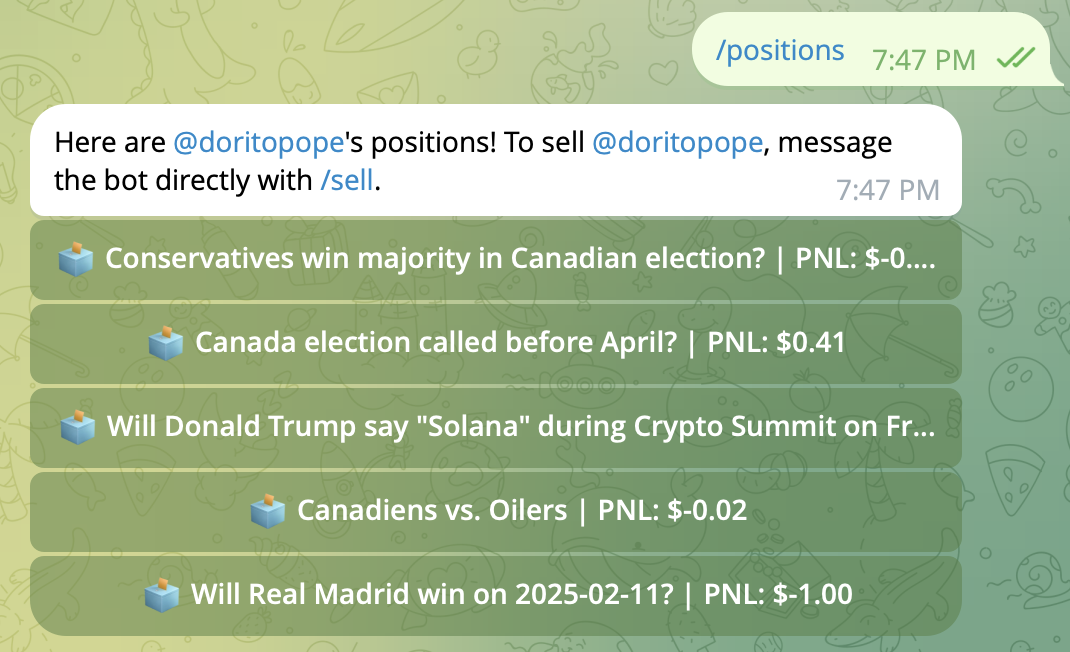 /positions 7:47 PM
Here are @doritopope's positions! To sell @doritopope, message
the bot directly with /sell.
7:47 PM
Conservatives win majority in Canadian election? | PNL: $-0....
Canada election called before April? | PNL: $0.41
Will Donald Trump say "Solana" during Crypto Summit on Fr...
Canadiens vs. Oilers | PNL: $-0.02
Will Real Madrid win on 2025-02-11? | PNL: $-1.00